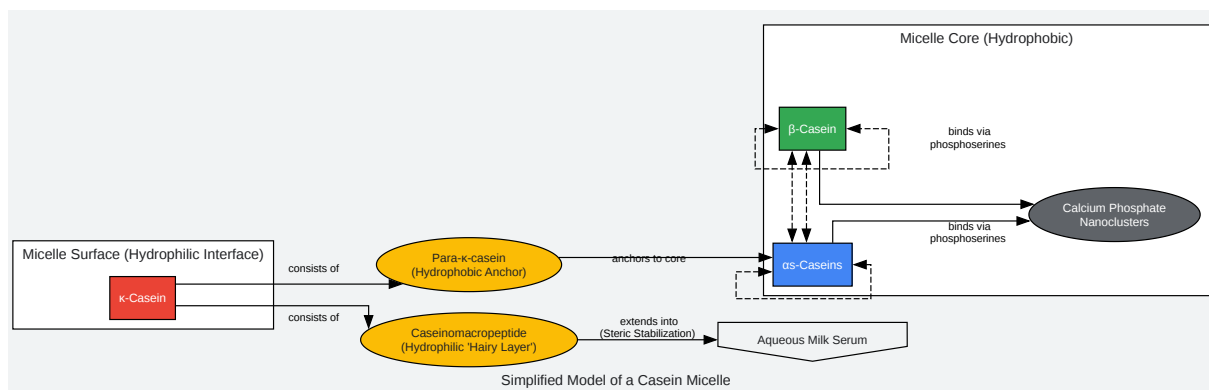 Micelle Core (Hydrophobic)
β-Casein
binds via
phosphoserines
Calcium Phosphate
Nanoclusters
binds via
phosphoserines
αs-Caseins
Micelle Surface (Hydrophilic Interface)
κ-Casein
consists of
consists of
Para-κ-casein
(Hydrophobic Anchor)
anchors to core
Caseinomacropeptide
(Hydrophilic 'Hairy Layer')
extends into
(Steric Stabilization)
Aqueous Milk Serum
Simplified Model of a Casein Micelle